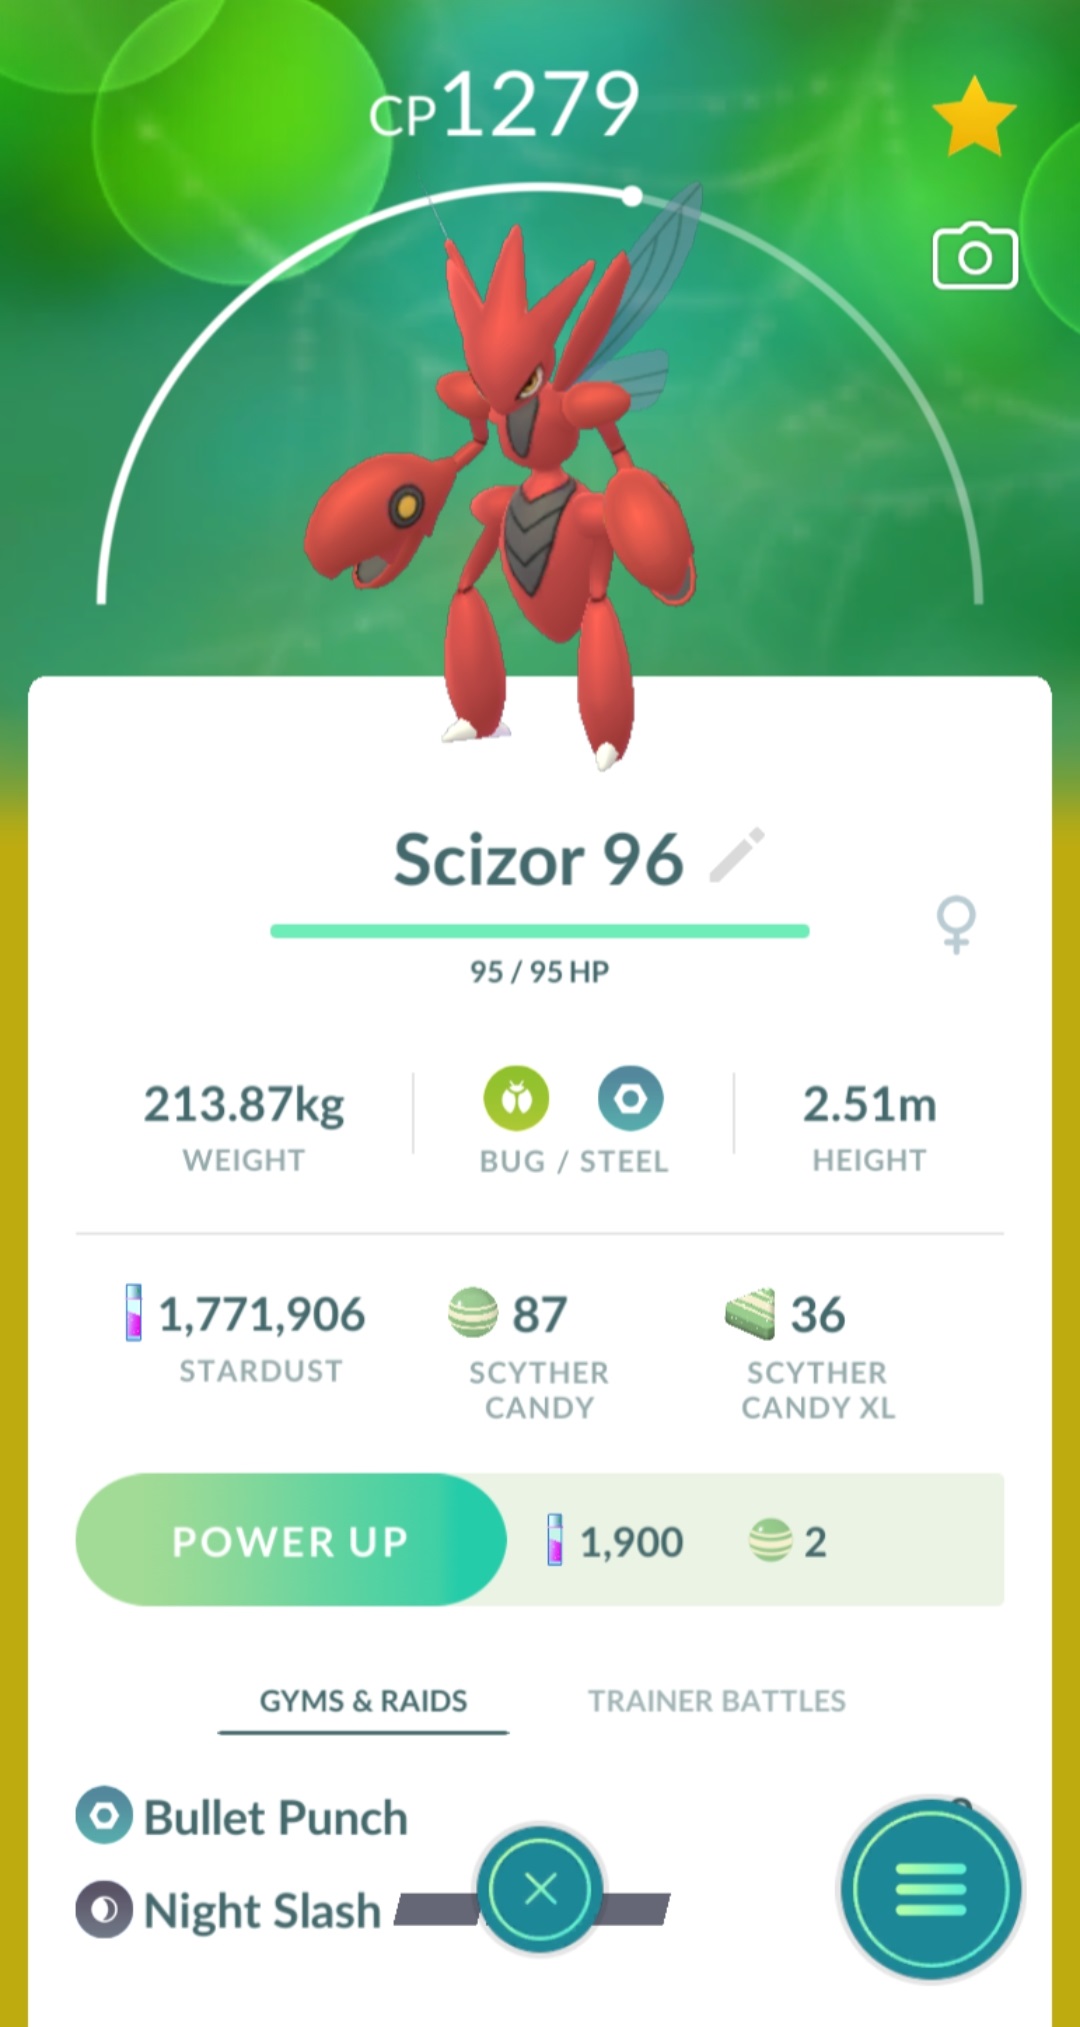 CP1279
Scizor 96
95 / 95 HP
213.87kg
WEIGHT
BUG / STEEL
2.51m
HEIGHT
1,771,906
STARDUST
87
SCYTHER
CANDY
36
SCYTHER
CANDY XL
POWER UP
1,900
2
GYMS & RAIDS
TRAINER BATTLES
Bullet Punch
Night Slash